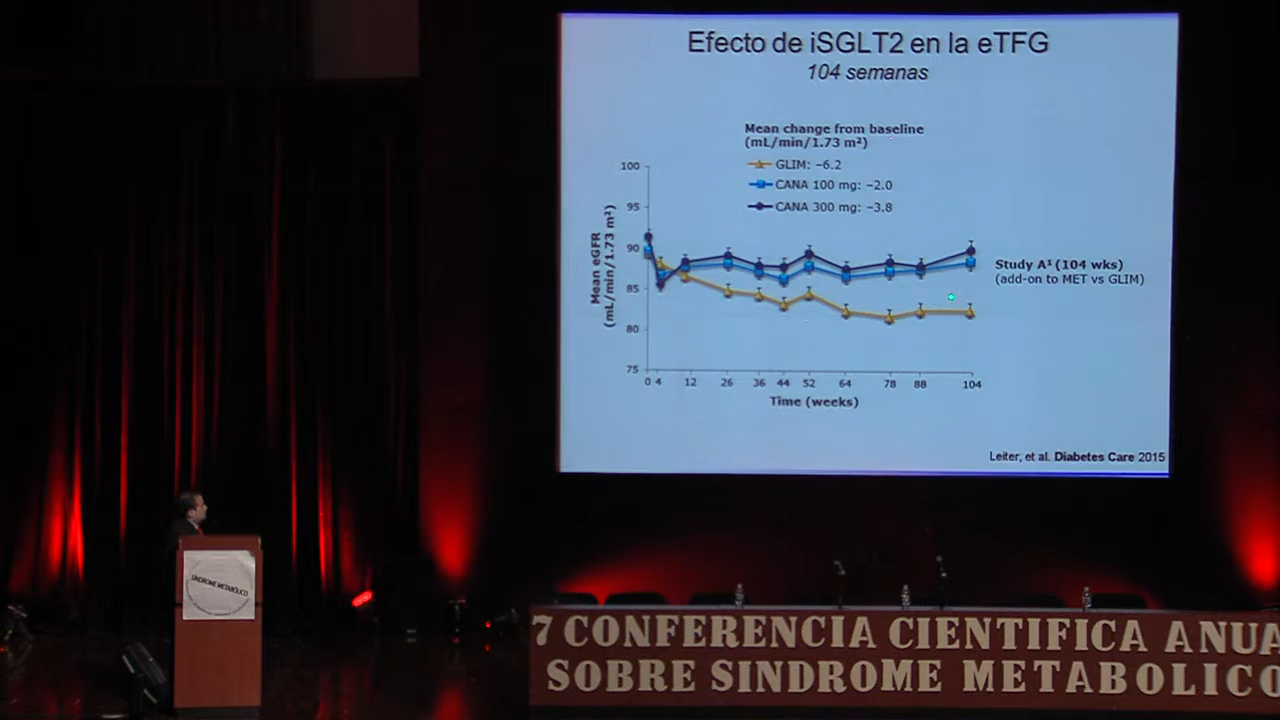 Efecto de iSGLT2 en la eTFG
104 semanas
Mean change from baseline
(mL/min/1.73 m²)
GLIM: −6.2
CANA 100 mg: −2.0
CANA 300 mg: −3.8
100
95
90
85
80
75
Mean eGFR
(mL/min/1.73 m²)
0 4 12 26 36 44 52 64 78 88 104
Time (weeks)
Study A¹ (104 wks)
(add-on to MET vs GLIM)
Leiter, et al. Diabetes Care 2015
SÍNDROME METABÓLICO
7 CONFERENCIA CIENTIFICA ANUA
SOBRE SINDROME METABOLICO